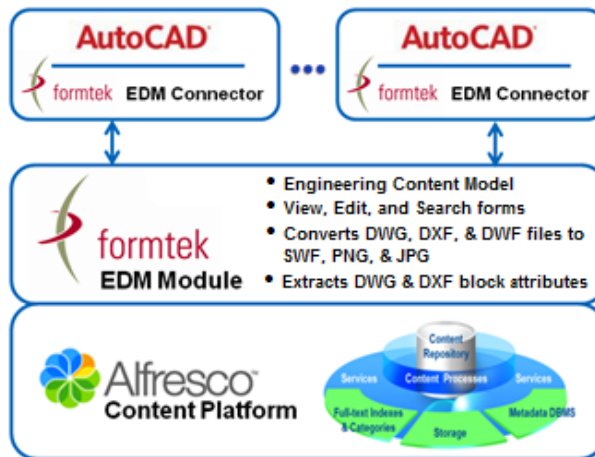 AutoCAD®
formtek EDM Connector
•••
AutoCAD®
formtek EDM Connector
formtek
EDM Module
• Engineering Content Model
• View, Edit, and Search forms
• Converts DWG, DXF, & DWF files to
SWF, PNG, & JPG
• Extracts DWG & DXF block attributes
Alfresco™
Content Platform
Content
Repository
Services
Content Processes
Services
Full-text Indexes
& Categories
Storage
Metadata DBMS